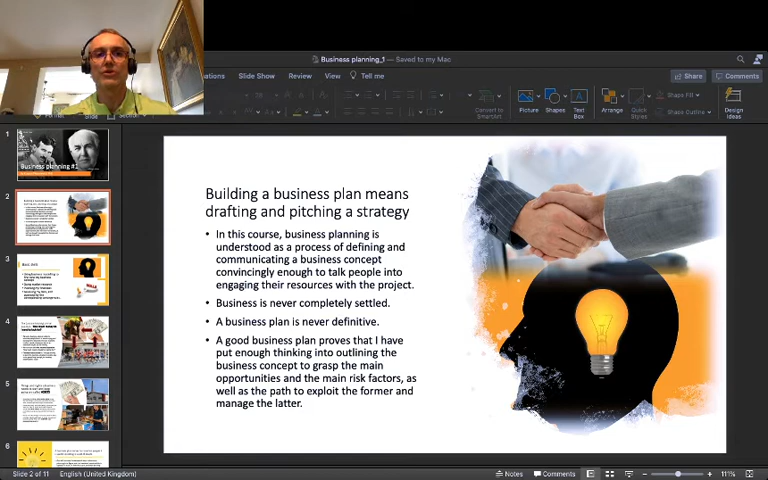 Business planning_1 — Saved to my Mac
Slide Show Review View Tell me
Share Comments
Convert to
SmartArt
Picture Shapes Text
Box
Arrange Quick
Styles
Shape Fill
Shape Outline
Design
Ideas
1
Business planning #1
2
3
4
5
6
Building a business plan means
drafting and pitching a strategy
• In this course, business planning is
understood as a process of defining and
communicating a business concept
convincingly enough to talk people into
engaging their resources with the project.
• Business is never completely settled.
• A business plan is never definitive.
• A good business plan proves that I have
put enough thinking into outlining the
business concept to grasp the main
opportunities and the main risk factors, as
well as the path to exploit the former and
manage the latter.
Slide 2 of 11 English (United Kingdom) Notes Comments 111%